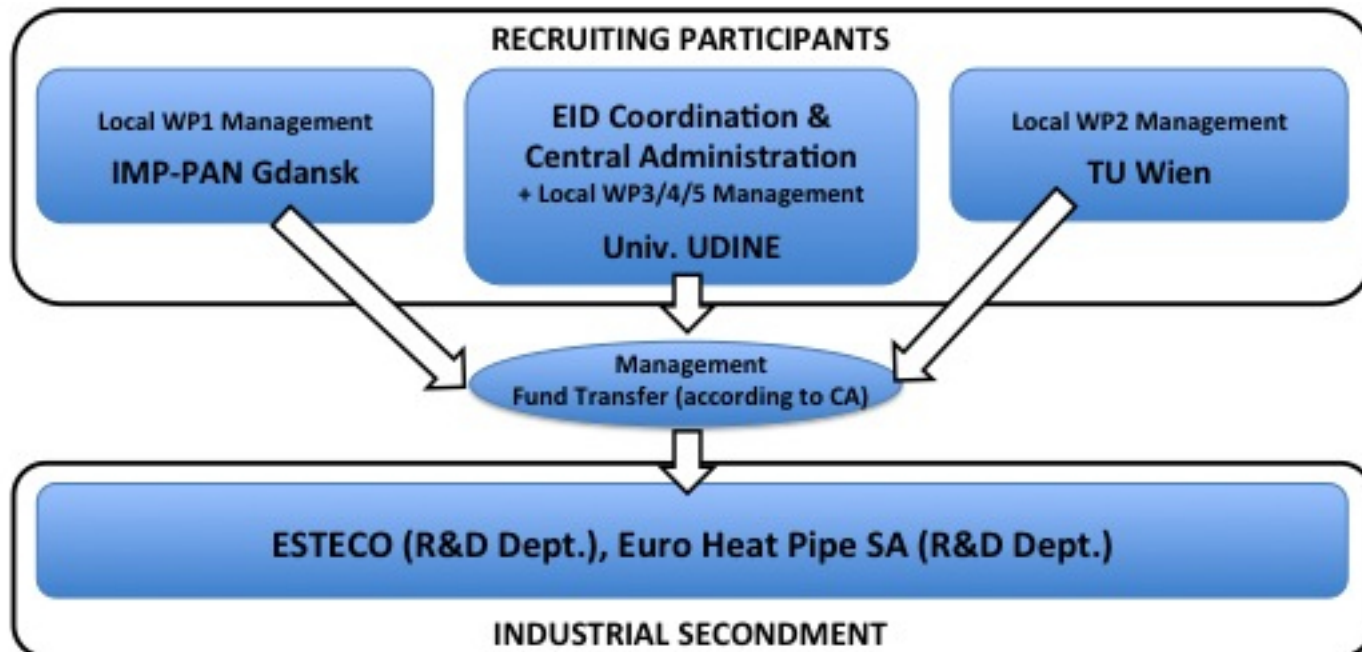 RECRUITING PARTICIPANTS
Local WP1 Management
IMP-PAN Gdansk
EID Coordination &
Central Administration
+ Local WP3/4/5 Management
Univ. UDINE
Local WP2 Management
TU Wien
Management
Fund Transfer (according to CA)
ESTECO (R&D Dept.), Euro Heat Pipe SA (R&D Dept.)
INDUSTRIAL SECONDMENT